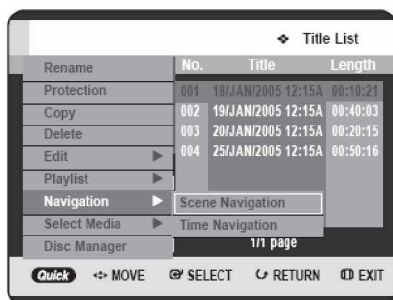 ❖ Title List
No. Title Length
001 18/JAN/2005 12:15A 00:10:21
002 19/JAN/2005 12:15A 00:40:03
003 20/JAN/2005 12:15A 00:20:15
004 25/JAN/2005 12:15A 00:50:16
Rename
Protection
Copy
Delete
Edit ▶
Playlist ▶
Navigation ▶
Select Media ▶
Disc Manager
Scene Navigation
Time Navigation
1/1 page
Quick MOVE SELECT RETURN EXIT